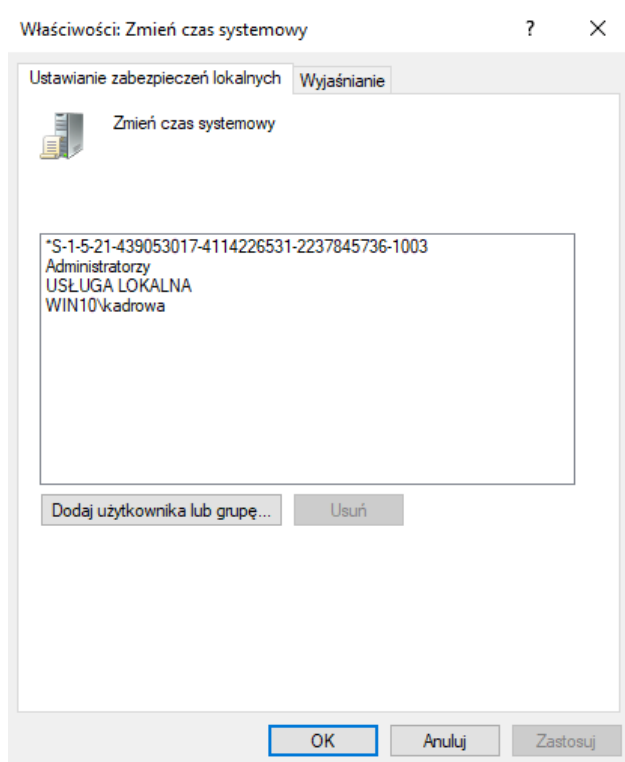 Właściwości: Zmień czas systemowy
?
Ustawianie zabezpieczeń lokalnych
Wyjaśnianie
Zmień czas systemowy
*S-1-5-21-439053017-4114226531-2237845736-1003
Administratorzy
USŁUGA LOKALNA
WIN10\kadrowa
Dodaj użytkownika lub grupę...
Usuń
OK
Anuluj
Zastosuj